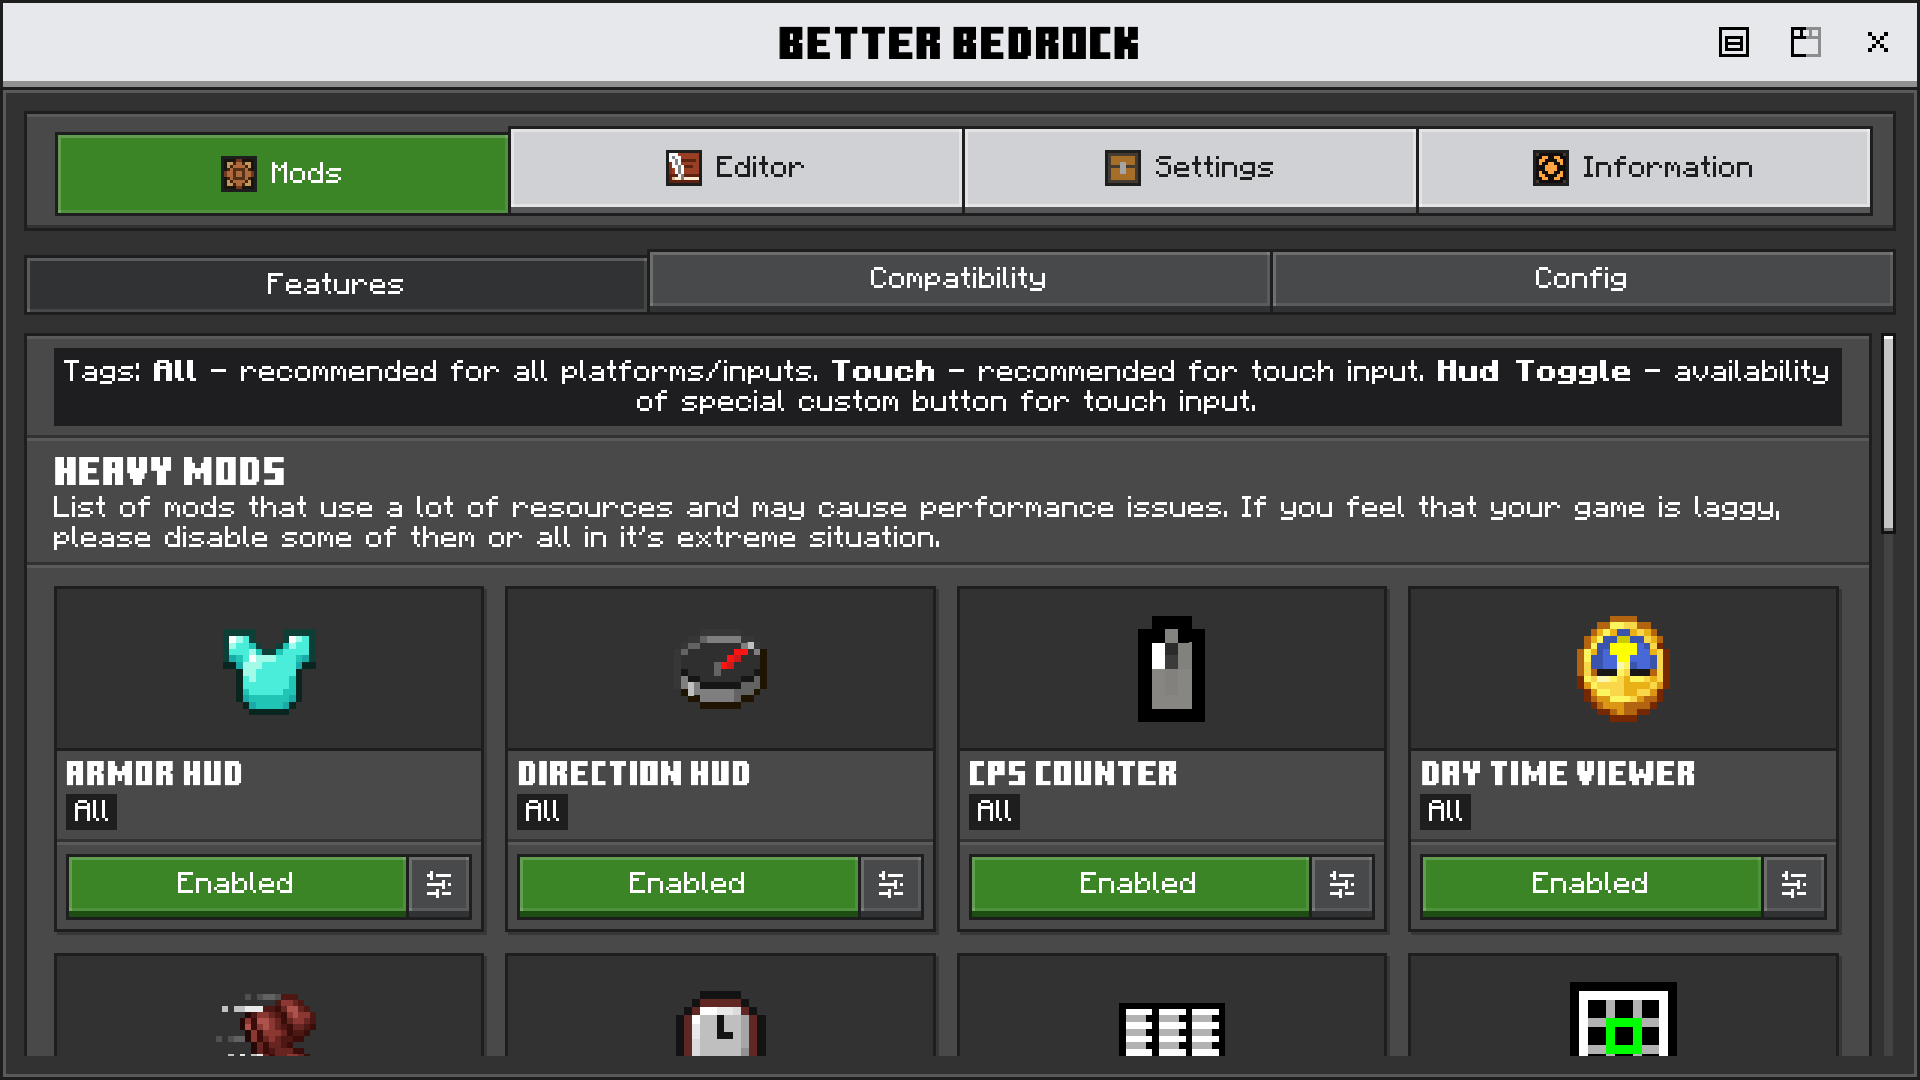 BETTER BEDROCK
Mods
Editor
Settings
Information
Features
Compatibility
Config
Tags: All - recommended for all platforms/inputs. Touch - recommended for touch input. Hud Toggle - availability
of special custom button for touch input.
HEAVY MODS
List of mods that use a lot of resources and may cause performance issues. If you feel that your game is laggy,
please disable some of them or all in it's extreme situation.
ARMOR HUD
All
Enabled
DIRECTION HUD
All
Enabled
CPS COUNTER
All
Enabled
DAY TIME VIEWER
All
Enabled